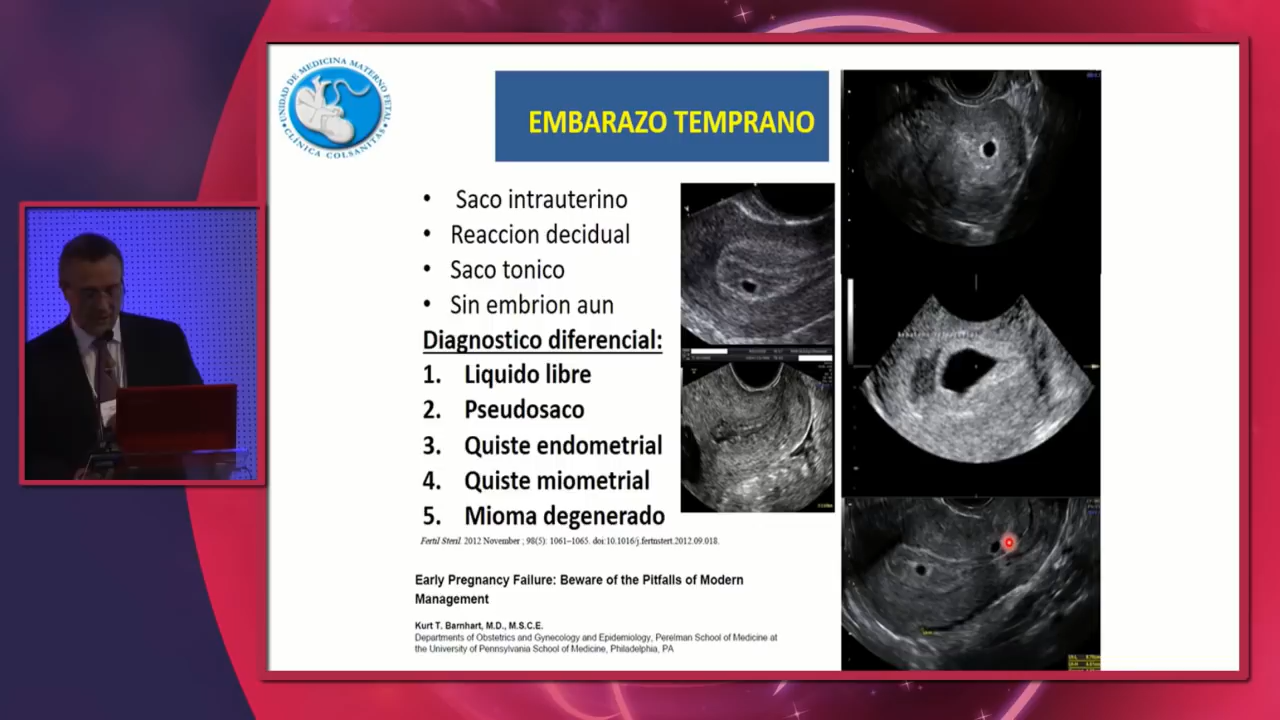 UNIDAD DE MEDICINA MATERNO FETAL
CLÍNICA COLSANITAS
EMBARAZO TEMPRANO
• Saco intrauterino
• Reaccion decidual
• Saco tonico
• Sin embrion aun
Diagnostico diferencial:
1. Liquido libre
2. Pseudosaco
3. Quiste endometrial
4. Quiste miometrial
5. Mioma degenerado
Fertil Steril. 2012 November ; 98(5): 1061–1065. doi:10.1016/j.fertnstert.2012.09.018.
Early Pregnancy Failure: Beware of the Pitfalls of Modern
Management
Kurt T. Barnhart, M.D., M.S.C.E.
Departments of Obstetrics and Gynecology and Epidemiology, Perelman School of Medicine at
the University of Pennsylvania School of Medicine, Philadelphia, PA